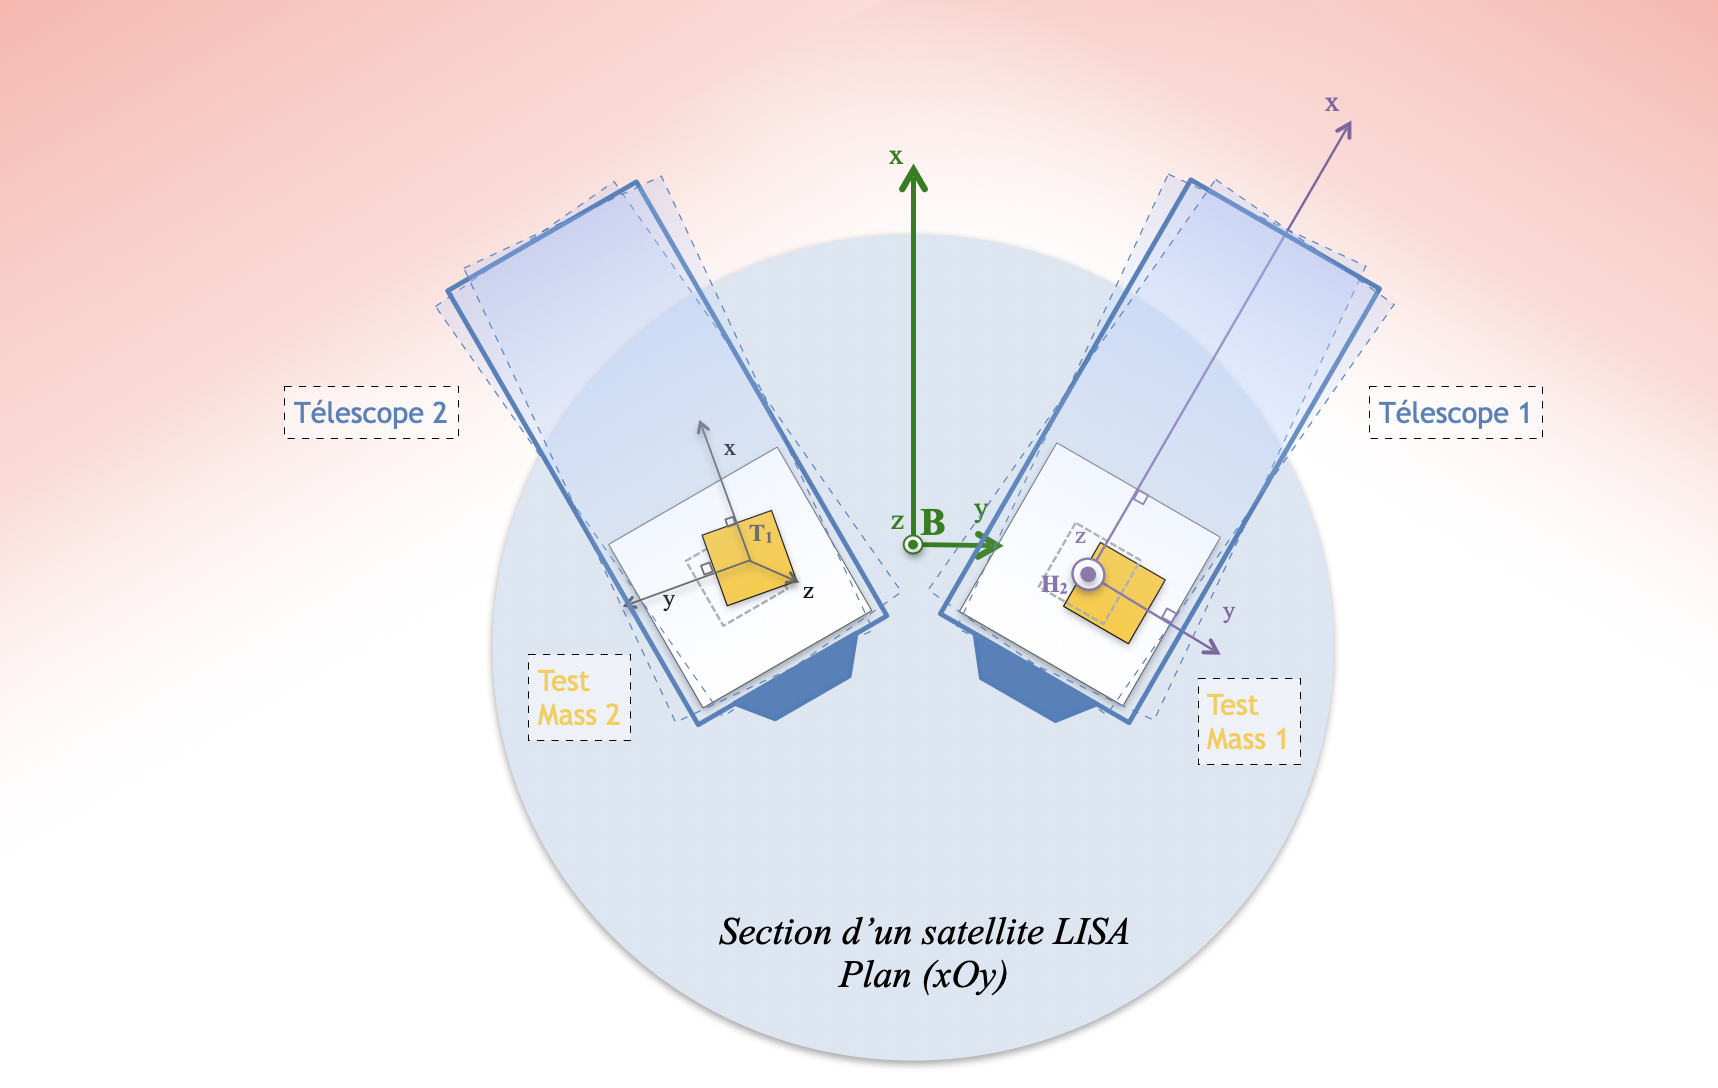 x
x
Télescope 2
Télescope 1
x
z
B
y
T₁
z
H₂
y
z
y
Test
Mass 2
Test
Mass 1
Section d’un satellite LISA
Plan (xOy)